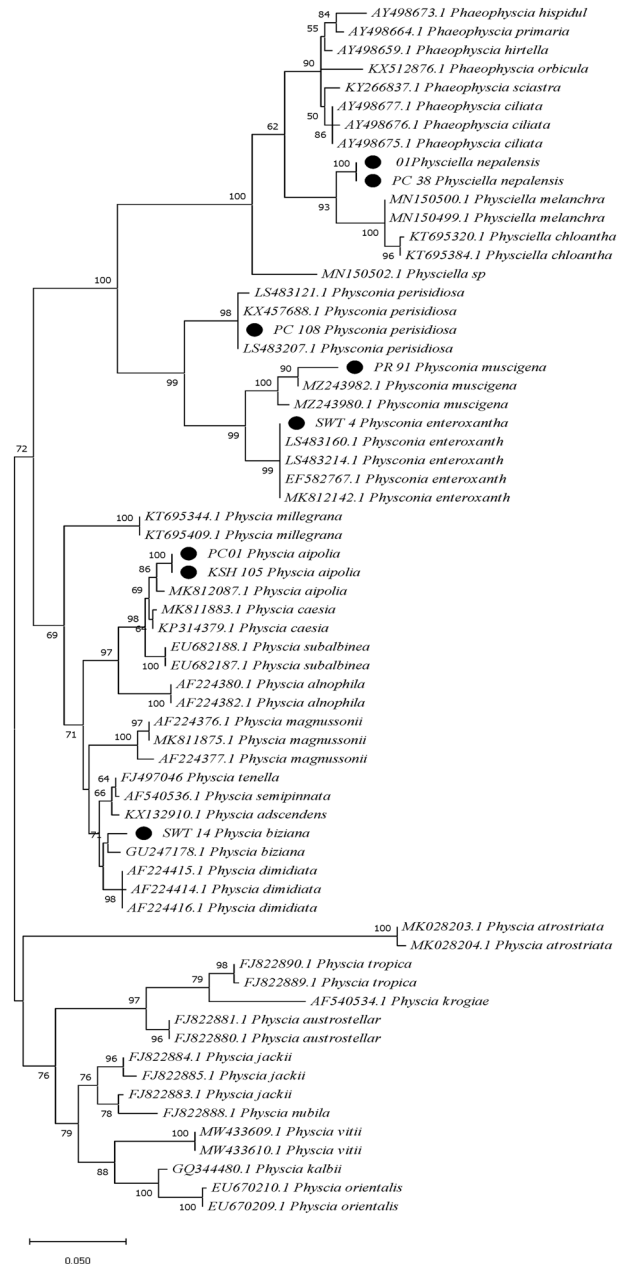 84 AY498673.1 Phaeophyscia hispidul
55 AY498664.1 Phaeophyscia primaria
AY498659.1 Phaeophyscia hirtella
90 KX512876.1 Phaeophyscia orbicula
KY266837.1 Phaeophyscia sciastra
50 AY498677.1 Phaeophyscia ciliata
86 AY498676.1 Phaeophyscia ciliata
62 AY498675.1 Phaeophyscia ciliata
100 01Physciella nepalensis
PC 38 Physciella nepalensis
100 93 MN150500.1 Physciella melanchra
100 MN150499.1 Physciella melanchra
KT695320.1 Physciella chloantha
96 KT695384.1 Physciella chloantha
100 MN150502.1 Physciella sp
LS483121.1 Physconia perisidiosa
98 KX457688.1 Physconia perisidiosa
PC 108 Physconia perisidiosa
LS483207.1 Physconia perisidiosa
99 90 PR 91 Physconia muscigena
100 MZ243982.1 Physconia muscigena
MZ243980.1 Physconia muscigena
99 SWT 4 Physconia enteroxantha
LS483160.1 Physconia enteroxanth
99 LS483214.1 Physconia enteroxanth
72 EF582767.1 Physconia enteroxanth
MK812142.1 Physconia enteroxanth
100 KT695344.1 Physcia millegrana
KT695409.1 Physcia millegrana
100 PC01 Physcia aipolia
86 KSH 105 Physcia aipolia
69 MK812087.1 Physcia aipolia
98 MK811883.1 Physcia caesia
69 64 KP314379.1 Physcia caesia
EU682188.1 Physcia subalbinea
97 100 EU682187.1 Physcia subalbinea
AF224380.1 Physcia alnophila
100 AF224382.1 Physcia alnophila
71 97 AF224376.1 Physcia magnussonii
100 MK811875.1 Physcia magnussonii
AF224377.1 Physcia magnussonii
64 FJ497046 Physcia tenella
66 AF540536.1 Physcia semipinnata
KX132910.1 Physcia adscendens
71 SWT 14 Physcia biziana
GU247178.1 Physcia biziana
AF224415.1 Physcia dimidiata
98 AF224414.1 Physcia dimidiata
AF224416.1 Physcia dimidiata
100 MK028203.1 Physcia atrostriata
MK028204.1 Physcia atrostriata
98 FJ822890.1 Physcia tropica
79 FJ822889.1 Physcia tropica
97 AF540534.1 Physcia krogiae
FJ822881.1 Physcia austrostellar
96 FJ822880.1 Physcia austrostellar
76 96 FJ822884.1 Physcia jackii
76 FJ822885.1 Physcia jackii
FJ822883.1 Physcia jackii
79 78 FJ822888.1 Physcia nubila
100 MW433609.1 Physcia vitii
88 MW433610.1 Physcia vitii
GQ344480.1 Physcia kalbii
100 EU670210.1 Physcia orientalis
100 EU670209.1 Physcia orientalis
0.050